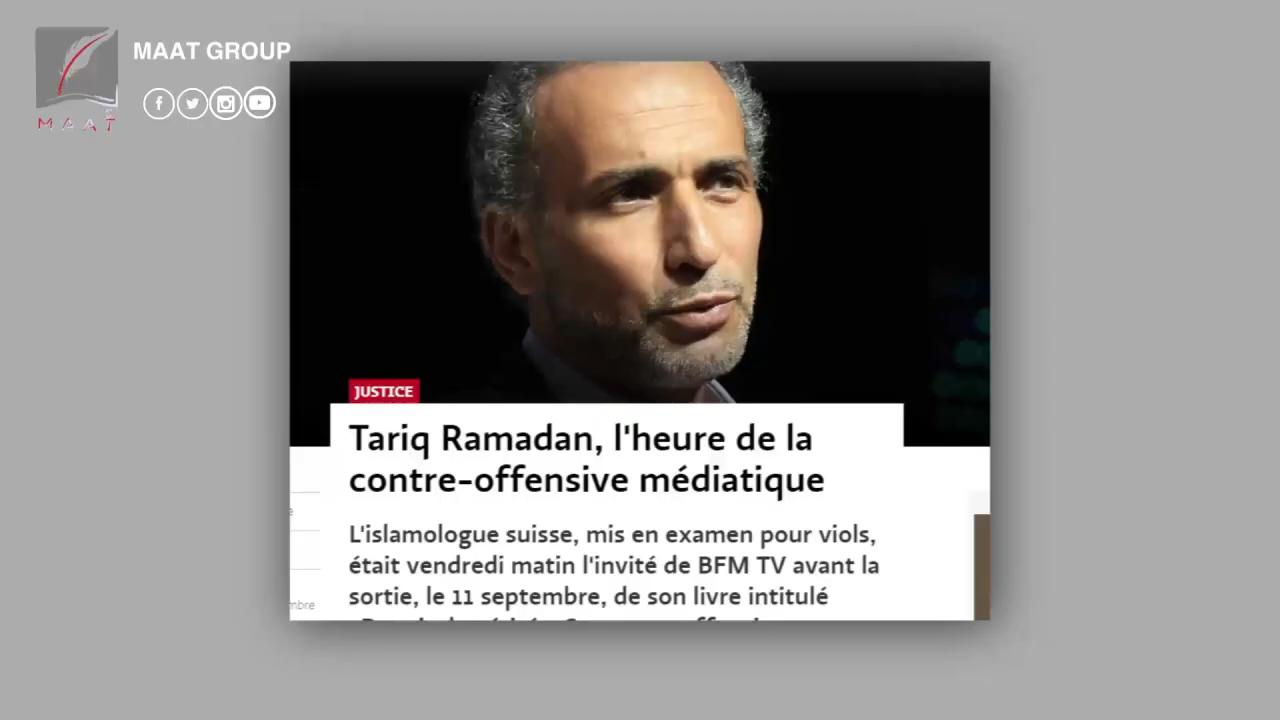 MAAT GROUP
MAAT
JUSTICE
Tariq Ramadan, l'heure de la
contre-offensive médiatique
L'islamologue suisse, mis en examen pour viols,
était vendredi matin l'invité de BFM TV avant la
sortie, le 11 septembre, de son livre intitulé